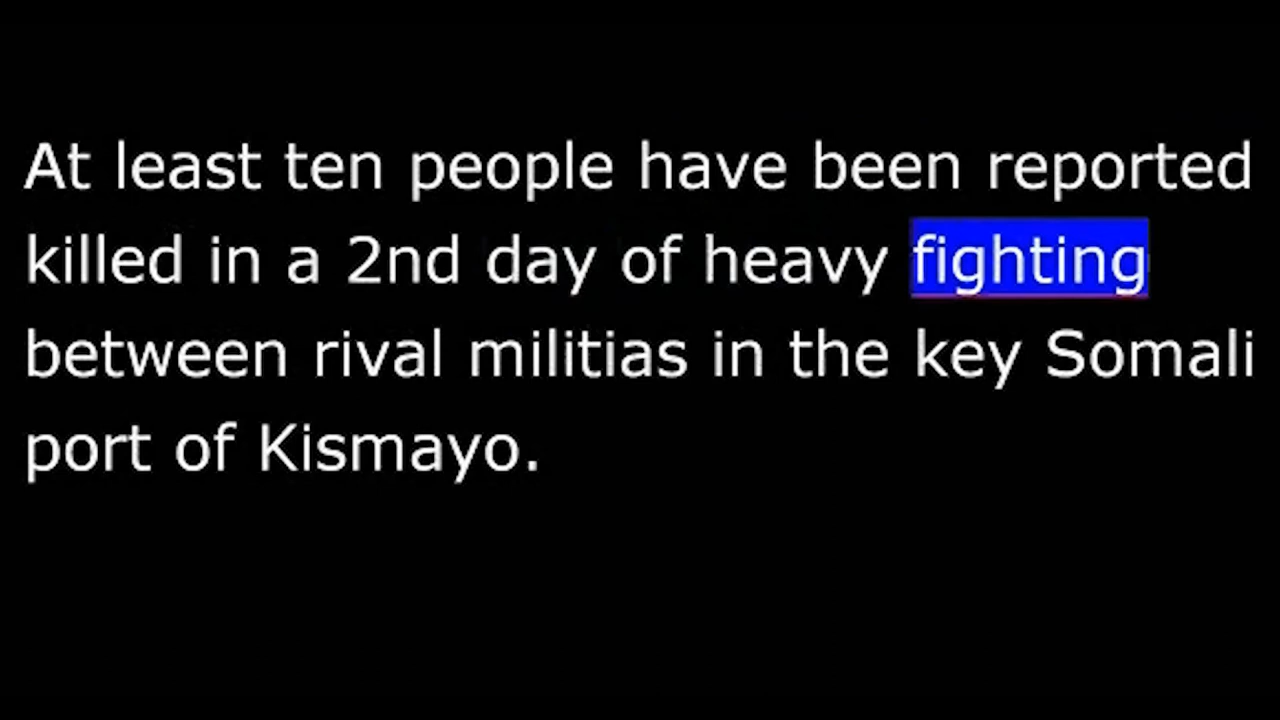 At least ten people have been reported
killed in a 2nd day of heavy fighting
between rival militias in the key Somali
port of Kismayo.